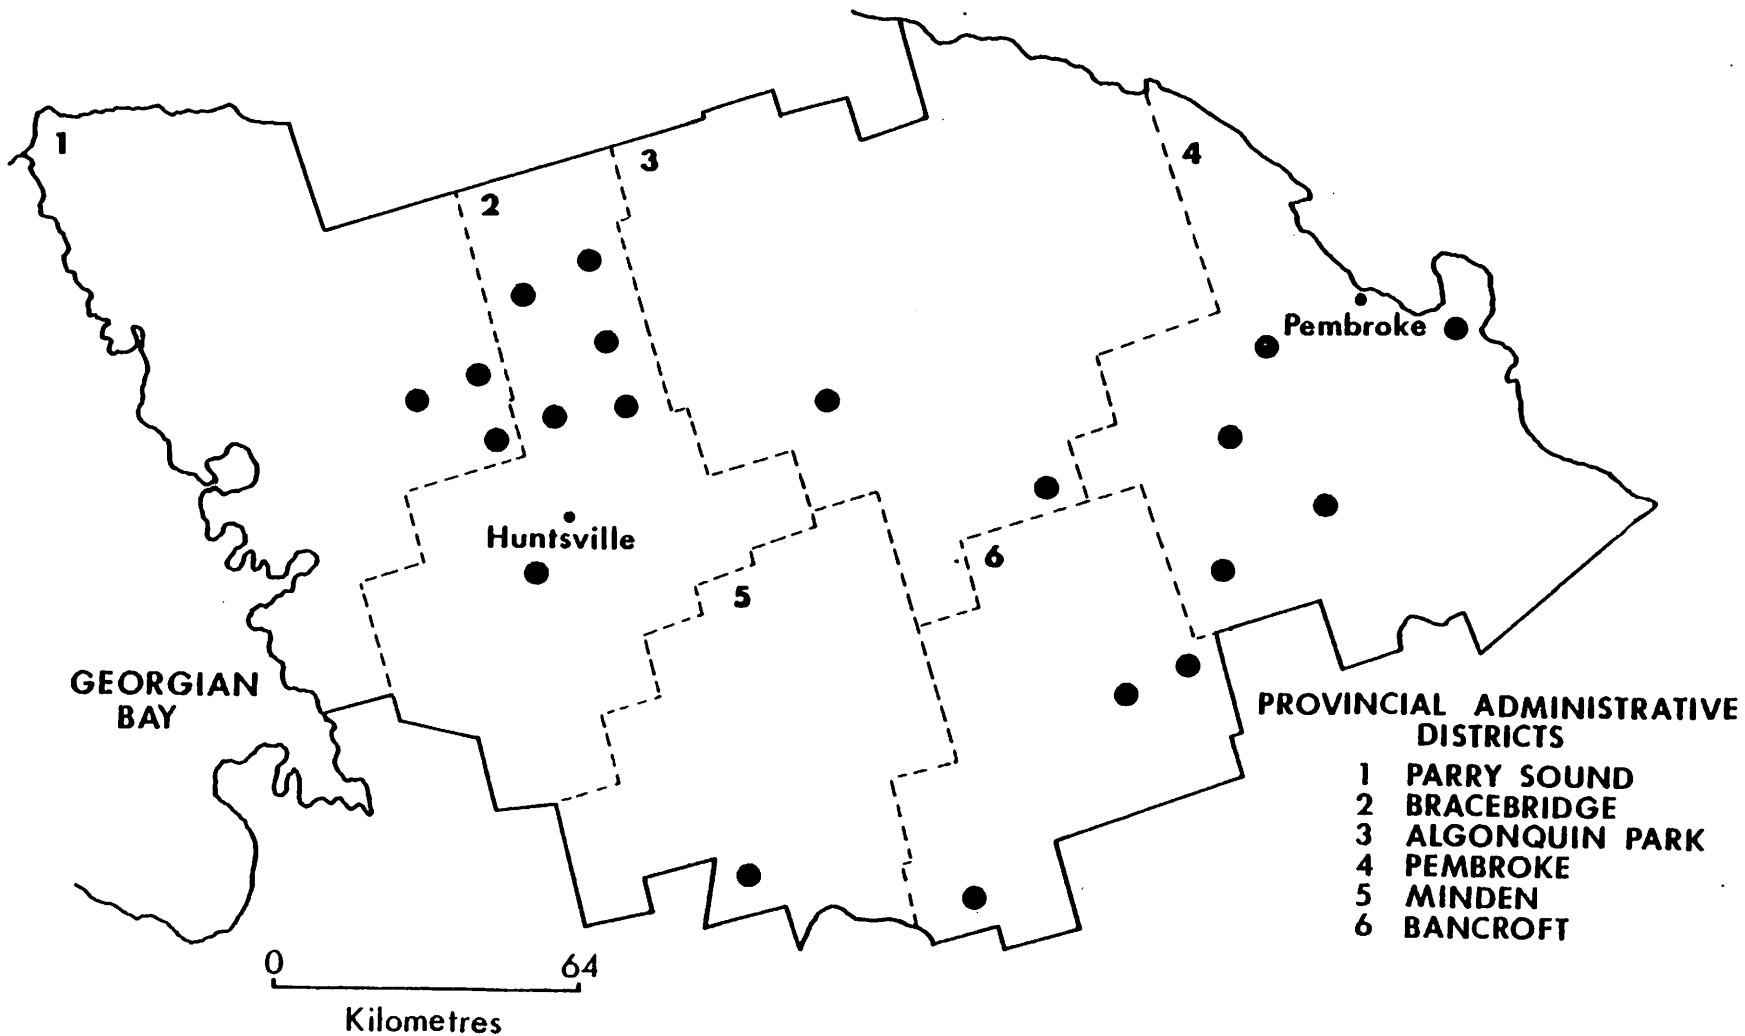 1
2
3
4
Pembroke
Huntsville
6
5
GEORGIAN
BAY
PROVINCIAL ADMINISTRATIVE
DISTRICTS
1 PARRY SOUND
2 BRACEBRIDGE
3 ALGONQUIN PARK
4 PEMBROKE
5 MINDEN
6 BANCROFT
0 64
Kilometres